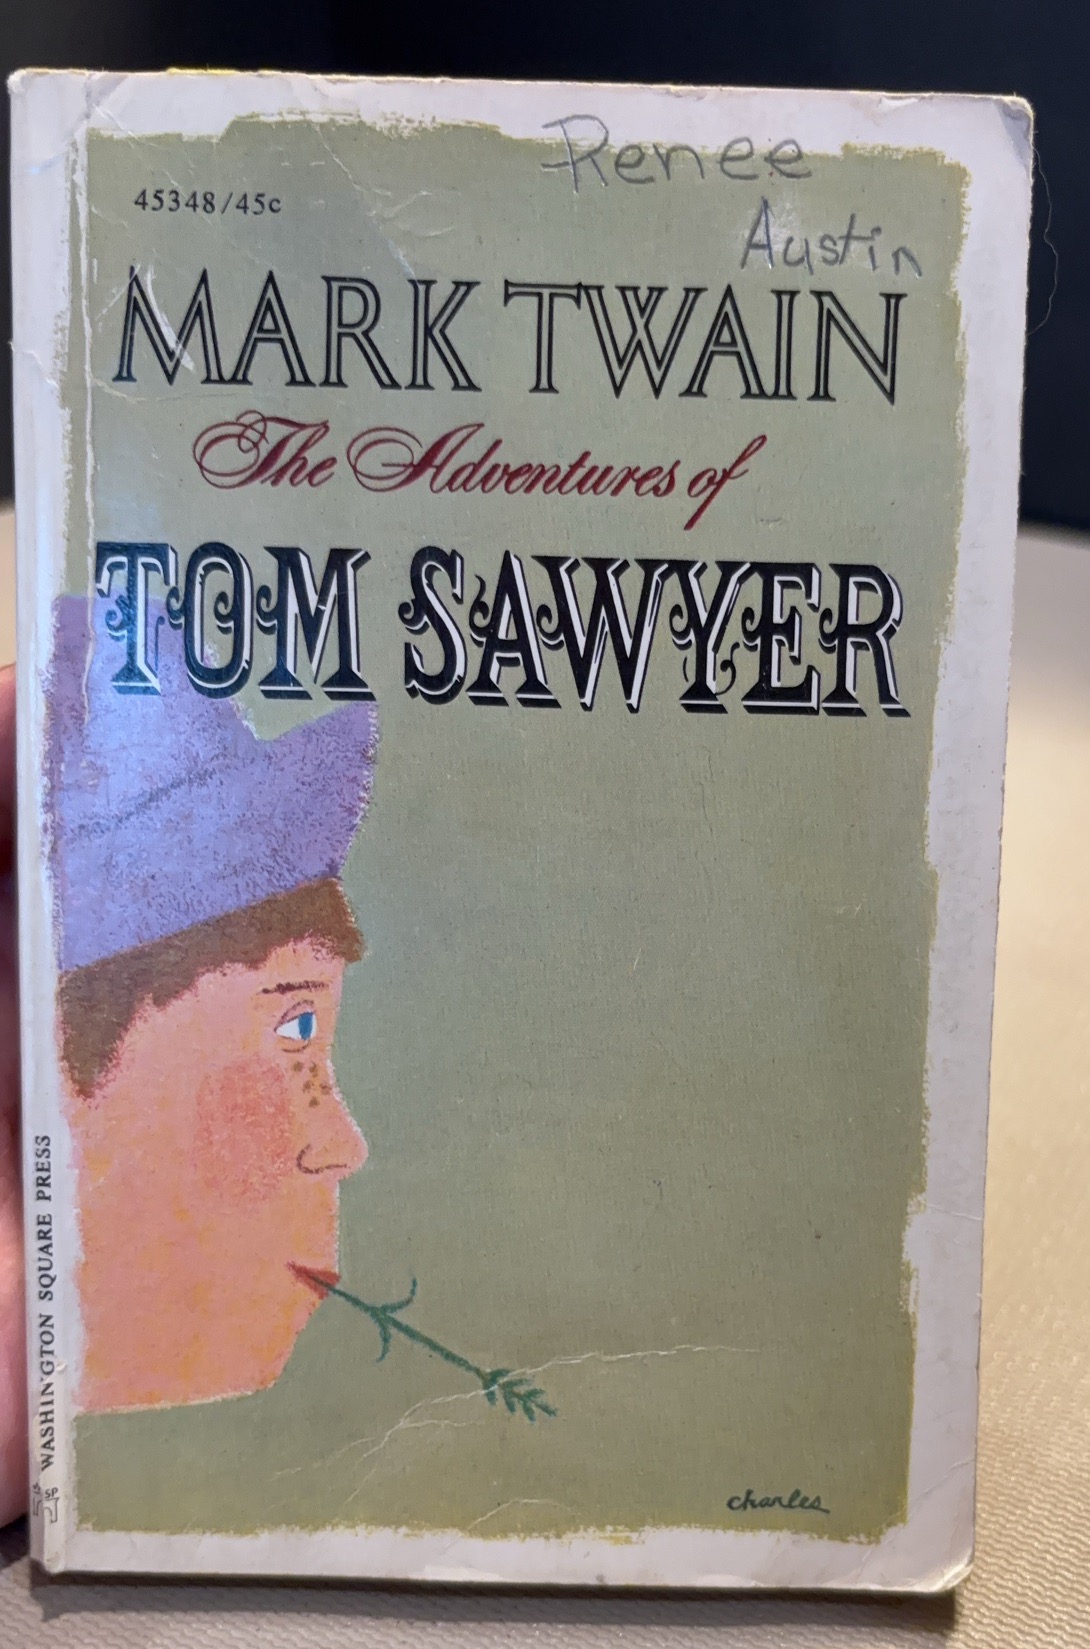 Renee
Austin
45348/45c
MARK TWAIN
The Adventures of
TOM SAWYER
WASHINGTON SQUARE PRESS
charles